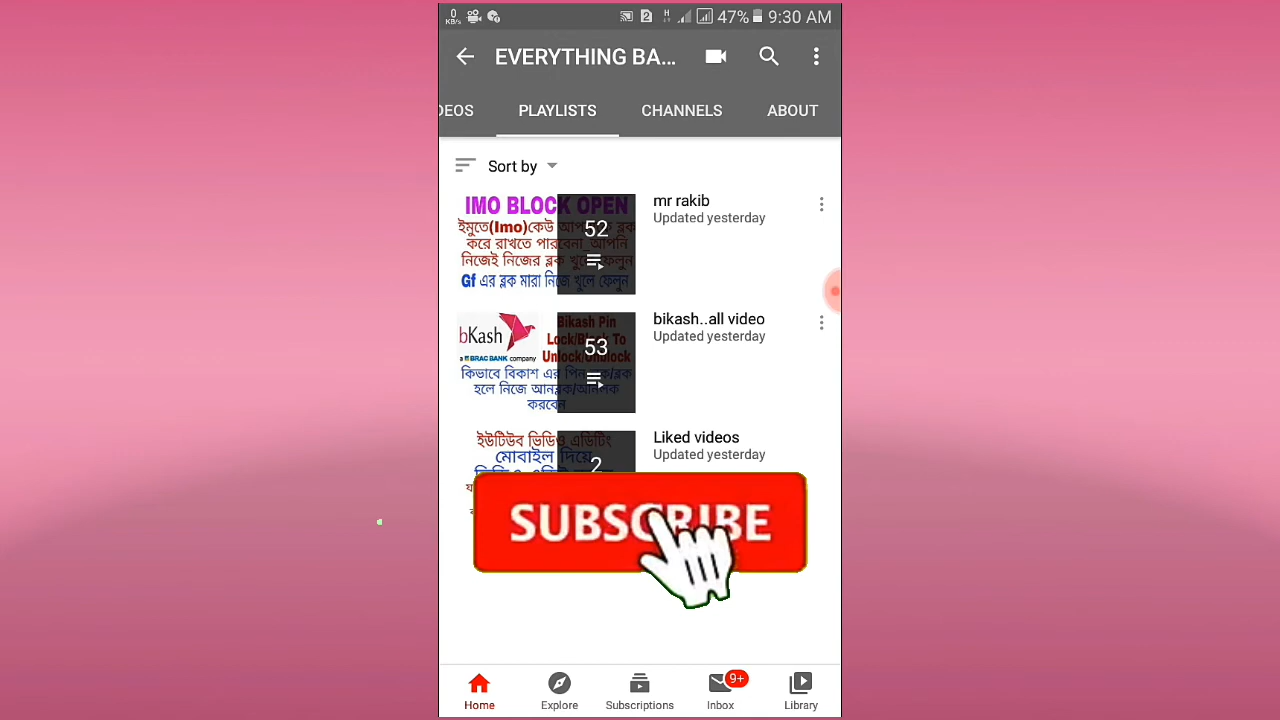 0
KB/s
2
H
47%
9:30 AM
EVERYTHING BA...
DEOS
PLAYLISTS
CHANNELS
ABOUT
Sort by
IMO BLOCK OPEN
ইমুতে(Imo)কেউ
করে রাখতে পারবেনা আপনি
নিজেই নিজের ব্লক খুলে ফেলুন
Gf এর ব্লক মারা নিজে খুলে ফেলুন
52
mr rakib
Updated yesterday
bKash
a BRAC BANK company
Bikash Pin
Lock/Block To
Unlock/Unblock
কিভাবে বিকাশ এর পিন
হলে নিজে
করবেন
53
bikash..all video
Updated yesterday
ইউটিউব ভিডিও এডিটিং
মোবাইল দিয়ে
2
Liked videos
Updated yesterday
SUBSCRIBE
Home
Explore
Subscriptions
9+
Inbox
Library